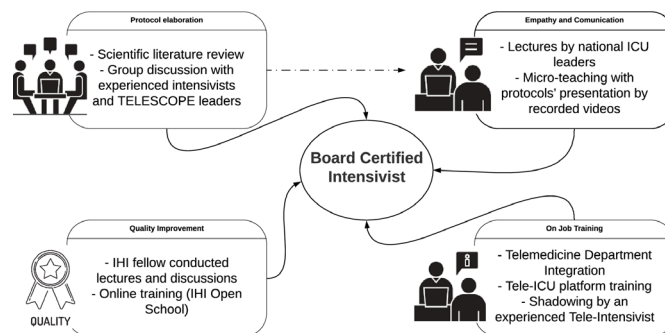 Protocol elaboration
- Scientific literature review
- Group discussion with
experienced intensivists
and TELESCOPE leaders
Empathy and Comunication
- Lectures by national ICU
leaders
- Micro-teaching with
protocols' presentation by
recorded videos
Board Certified
Intensivist
Quality Improvement
- IHI fellow conducted
lectures and discussions
- Online training (IHI Open
School)
QUALITY
On Job Training
- Telemedicine Department
Integration
- Tele-ICU platform training
- Shadowing by an
experienced Tele-Intensivist